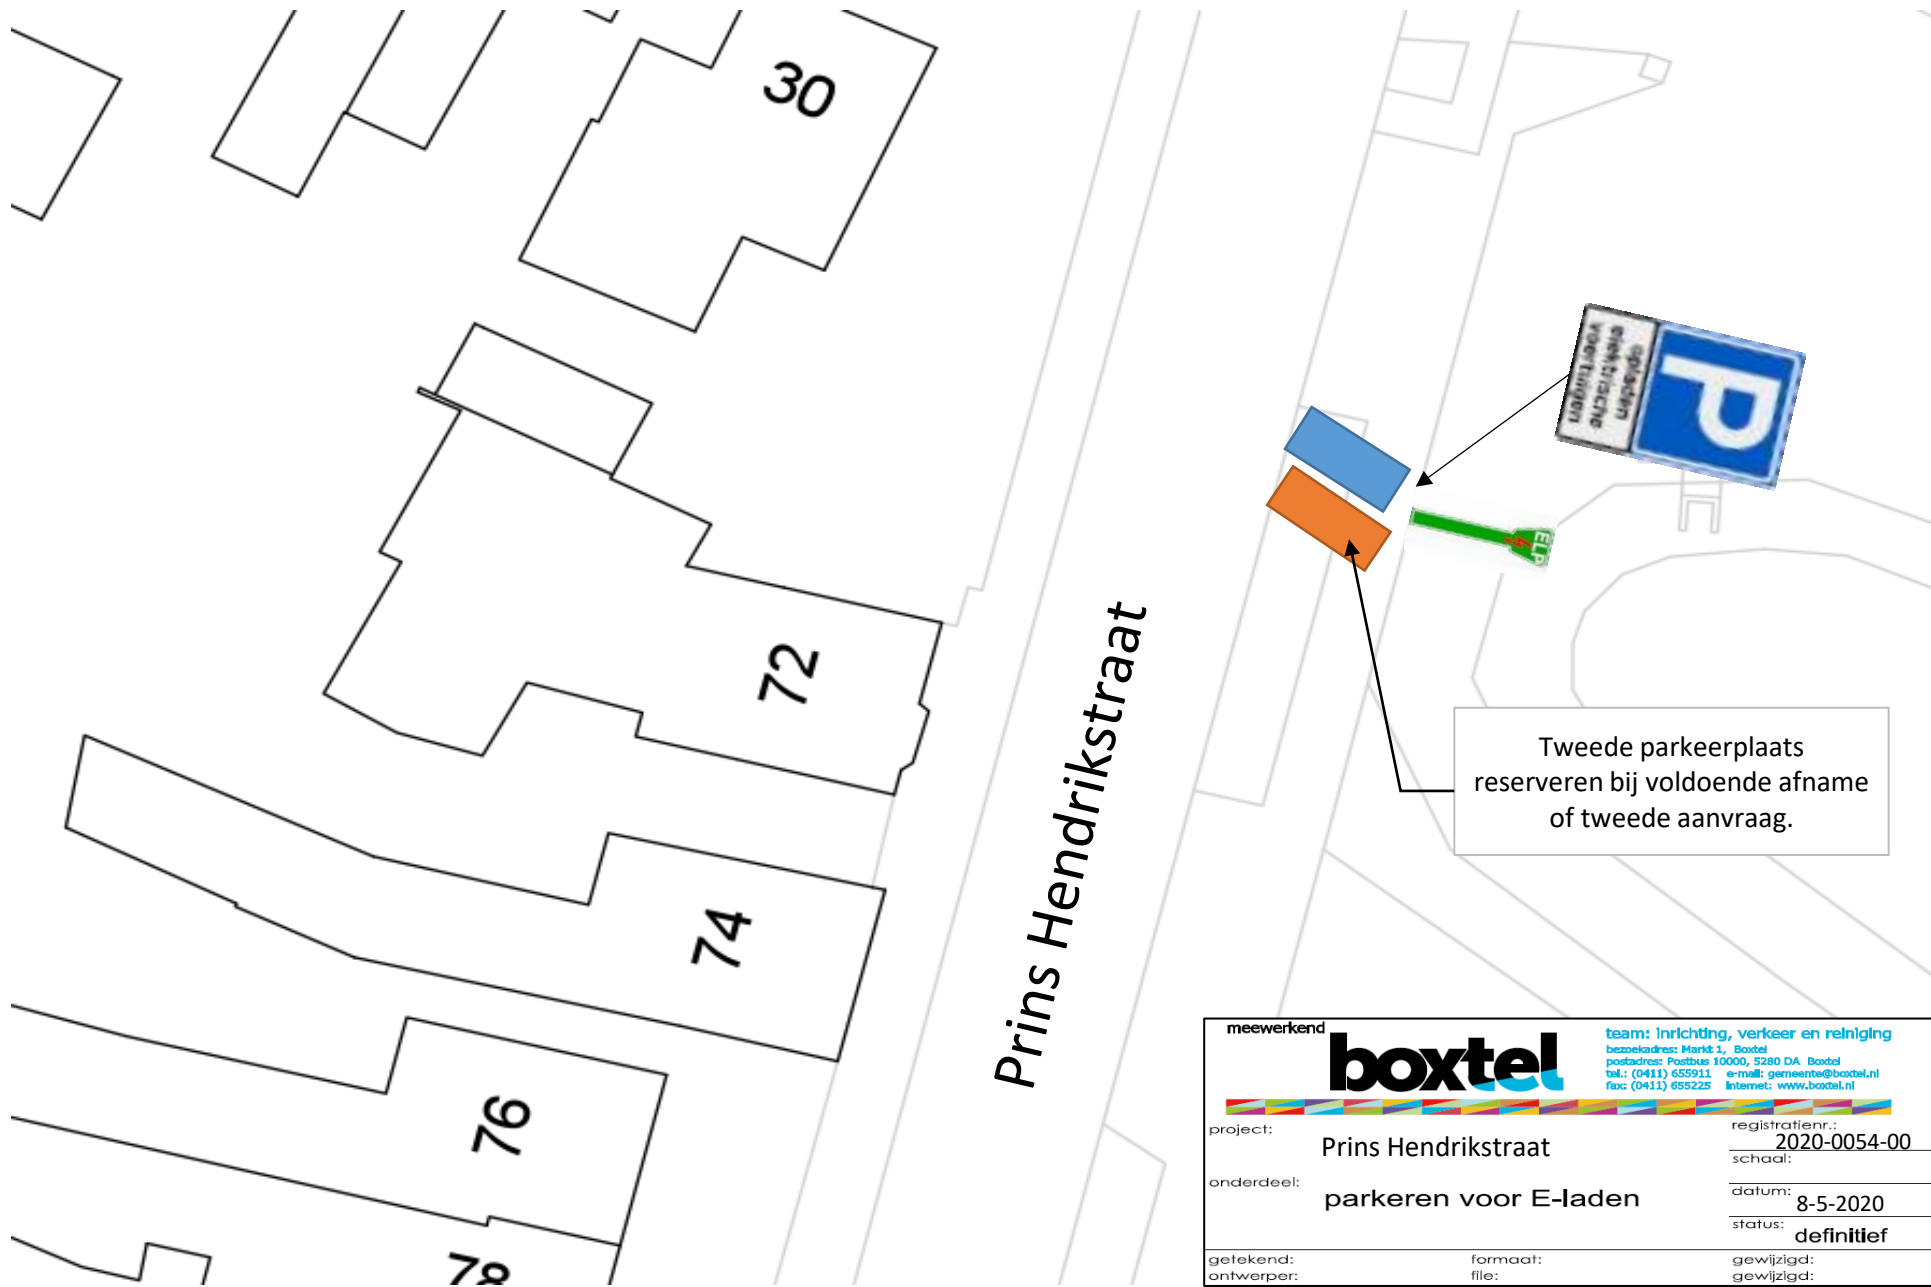 30
opladen
elektrische
voertuigen
P
ELP
72
Prins Hendrikstraat
Tweede parkeerplaats
reserveren bij voldoende afname
of tweede aanvraag.
74
76
78
meewerkend
boxtel
team: inrichting, verkeer en reiniging
bezoekadres: Markt 1, Boxtel
postadres: Postbus 10000, 5280 DA Boxtel
tel.: (0411) 655911 e-mail: gemeente@boxtel.nl
fax: (0411) 655225 internet: www.boxtel.nl
project: Prins Hendrikstraat
registratienr.: 2020-0054-00
schaal:
onderdeel: parkeren voor E-laden
datum: 8-5-2020
status: definitief
getekend: formaat: gewijzigd:
ontwerper: file: gewijzigd: